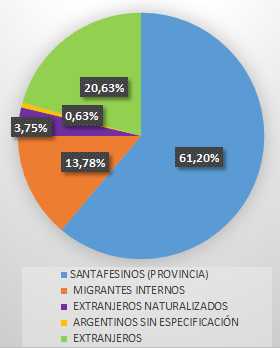 20,63%
0,63%
3,75%
13,78%
61,20%
SANTAFESINOS (PROVINCIA)
MIGRANTES INTERNOS
EXTRANJEROS NATURALIZADOS
ARGENTINOS SIN ESPECIFICACIÓN
EXTRANJEROS